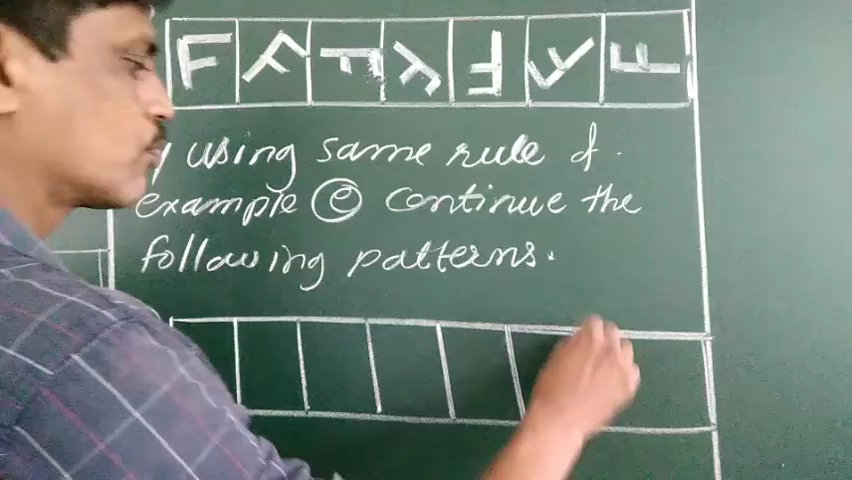 F F F F F F F
y using same rule of.
example (e) continue the
following patterns.